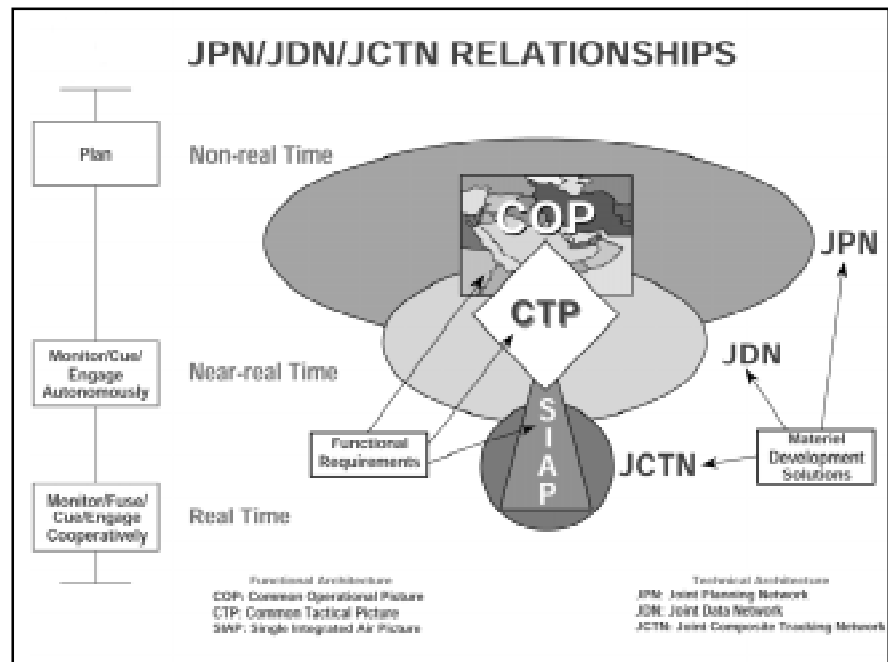 JPN/JDN/JCTN RELATIONSHIPS
Plan
Non-real Time
COP
JPN
CTP
Monitor/Cue/
Engage
Autonomously
Near-real Time
JDN
SIAP
Functional
Requirements
JCTN
Materiel
Development
Solutions
Monitor/Fuse/
Cue/Engage
Cooperatively
Real Time
Functional Architecture
COP: Common Operational Picture
CTP: Common Tactical Picture
SIAP: Single Integrated Air Picture
Technical Architecture
JPN: Joint Planning Network
JDN: Joint Data Network
JCTN: Joint Composite Tracking Network